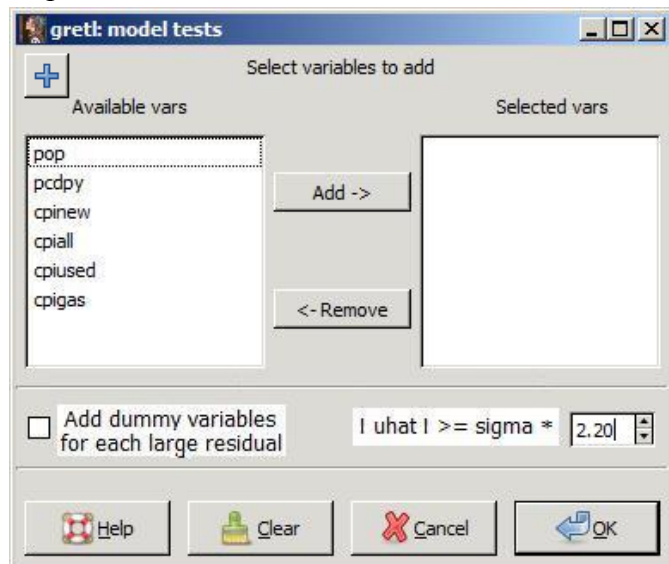 gretl: model tests
Select variables to add
Available vars
Selected vars
pop
pcdpy
cpinew
cpiall
cpiused
cpigas
Add ->
<- Remove
Add dummy variables
for each large residual
I uhat I >= sigma * 2.20
Help
Clear
Cancel
OK